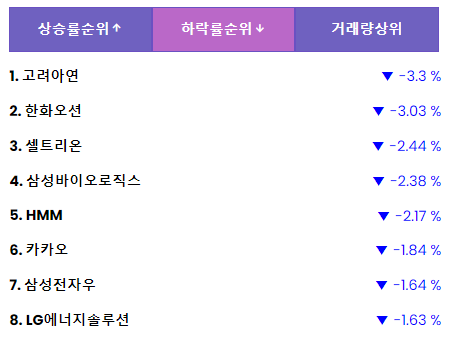 상승률순위↑ 하락률순위↓ 거래량상위
1. 고려아연 ▼ -3.3 %
2. 한화오션 ▼ -3.03 %
3. 셀트리온 ▼ -2.44 %
4. 삼성바이오로직스 ▼ -2.38 %
5. HMM ▼ -2.17 %
6. 카카오 ▼ -1.84 %
7. 삼성전자우 ▼ -1.64 %
8. LG에너지솔루션 ▼ -1.63 %